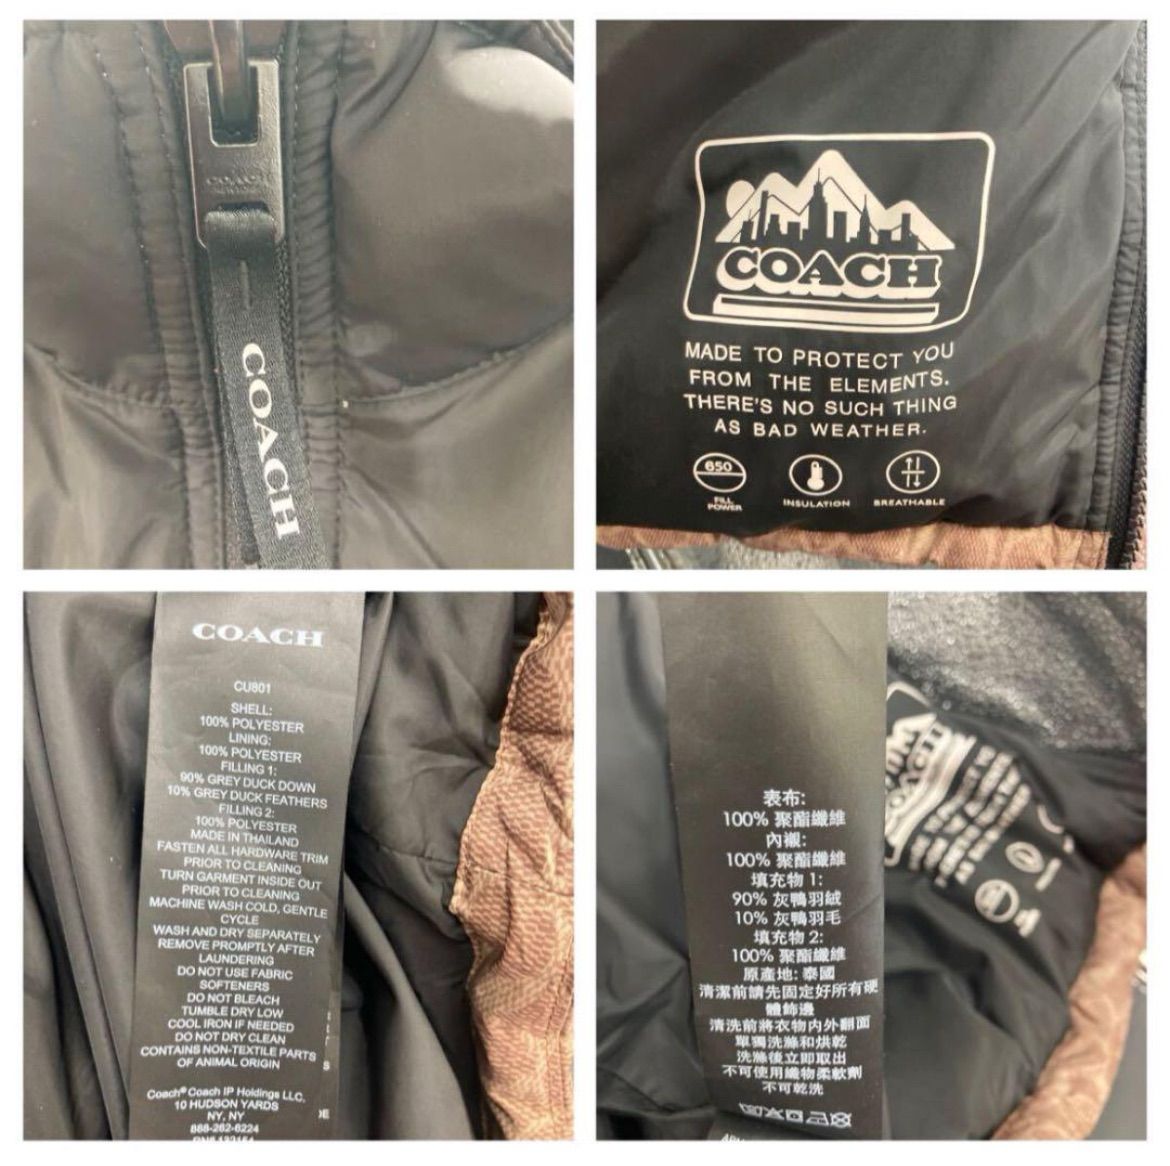 COACH
COACH
COACH
MADE TO PROTECT YOU
FROM THE ELEMENTS.
THERE'S NO SUCH THING
AS BAD WEATHER.
650
FILL
POWER
INSULATION
BREATHABLE
COACH
CU801
SHELL:
100% POLYESTER
LINING:
100% POLYESTER
FILLING 1:
90% GREY DUCK DOWN
10% GREY DUCK FEATHERS
FILLING 2:
100% POLYESTER
MADE IN THAILAND
FASTEN ALL HARDWARE TRIM
PRIOR TO CLEANING
TURN GARMENT INSIDE OUT
PRIOR TO CLEANING
MACHINE WASH COLD, GENTLE
CYCLE
WASH AND DRY SEPARATELY
REMOVE PROMPTLY AFTER
LAUNDERING
DO NOT USE FABRIC
SOFTENERS
DO NOT BLEACH
TUMBLE DRY LOW
COOL IRON IF NEEDED
DO NOT DRY CLEAN
CONTAINS NON-TEXTILE PARTS
OF ANIMAL ORIGIN
Coach® Coach IP Holdings LLC.
10 HUDSON YARDS
NY, NY
888-262-6224
表布:
100% 聚酯纖維
內襯:
100% 聚酯纖維
填充物 1:
90% 灰鴨羽絨
10% 灰鴨羽毛
填充物 2:
100% 聚酯纖維
原產地: 泰國
清潔前請先固定好所有硬
體飾邊
清洗前將衣物內外翻面
單獨洗滌和烘乾
洗滌後立即取出
不可使用織物柔軟劑
不可乾洗
COACH